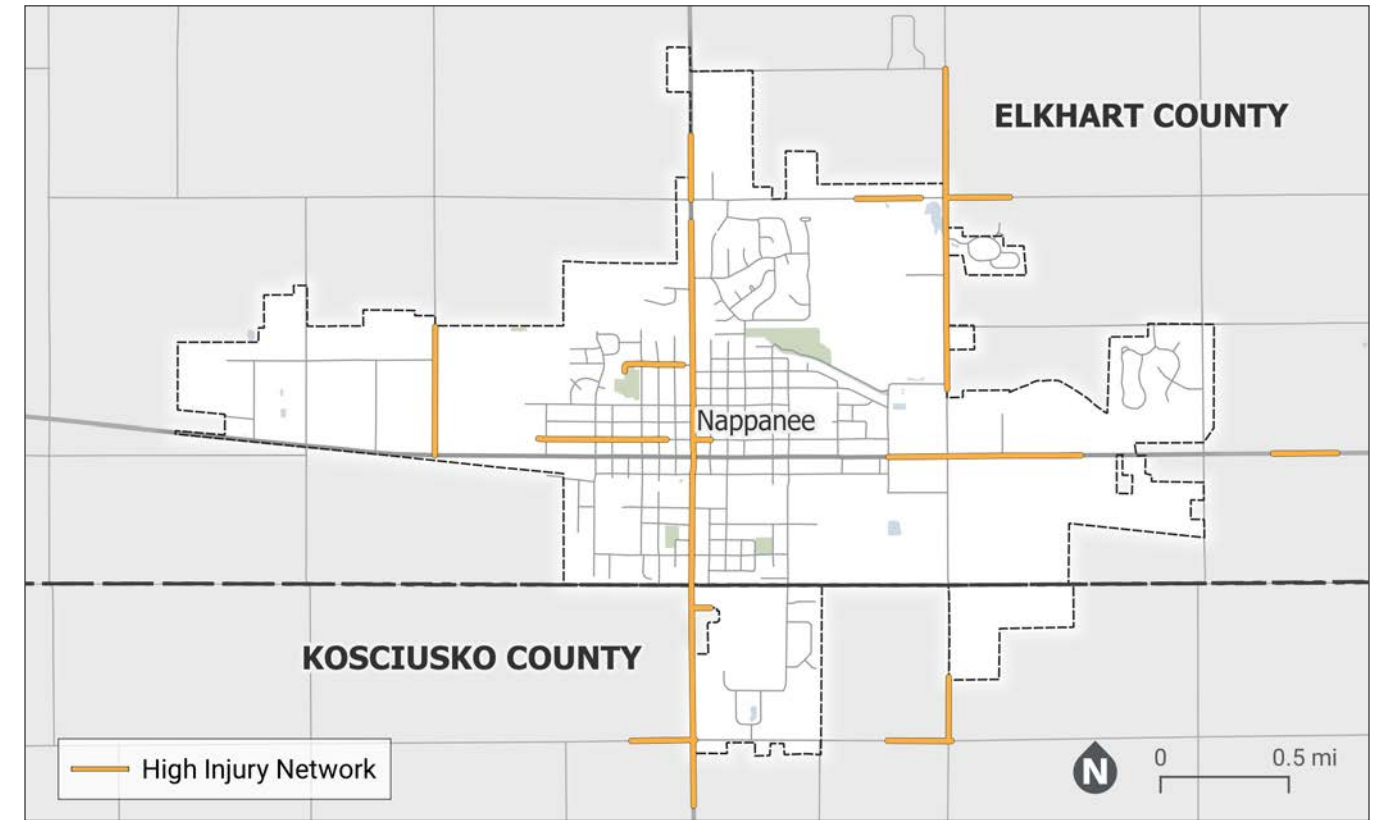 ELKHART COUNTY
Nappanee
KOSCIUSKO COUNTY
High Injury Network
N
0 0.5 mi